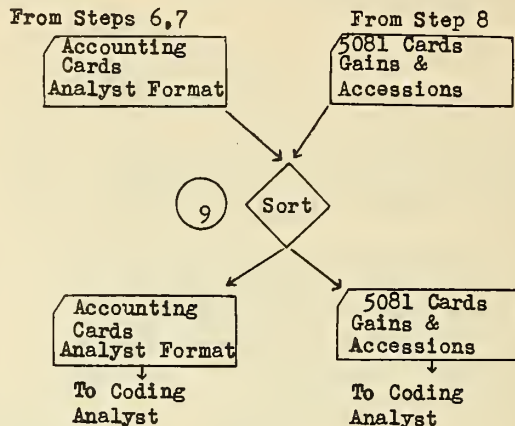 From Steps 6,7
Accounting
Cards
Analyst Format
From Step 8
5081 Cards
Gains &
Accessions
9
Sort
Accounting
Cards
Analyst Format
To Coding
Analyst
5081 Cards
Gains &
Accessions
To Coding
Analyst